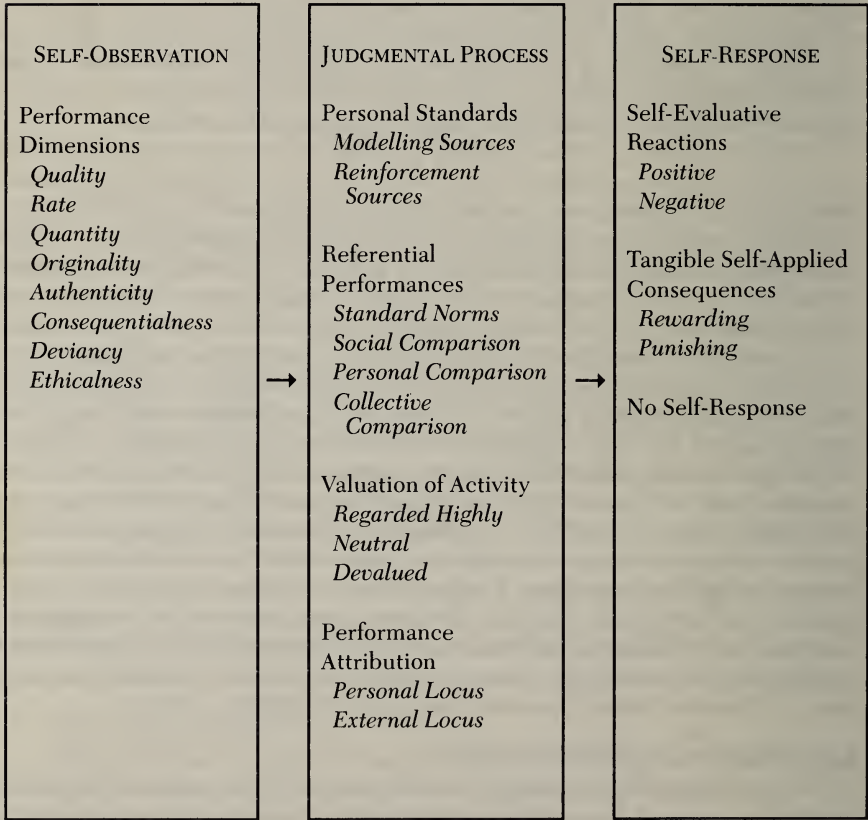 SELF-OBSERVATION
Performance
Dimensions
Quality
Rate
Quantity
Originality
Authenticity
Consequentialness
Deviancy
Ethicalness
→
JUDGMENTAL PROCESS
Personal Standards
Modelling Sources
Reinforcement
Sources
Referential
Performances
Standard Norms
Social Comparison
Personal Comparison
Collective
Comparison
Valuation of Activity
Regarded Highly
Neutral
Devalued
Performance
Attribution
Personal Locus
External Locus
→
SELF-RESPONSE
Self-Evaluative
Reactions
Positive
Negative
Tangible Self-Applied
Consequences
Rewarding
Punishing
No Self-Response